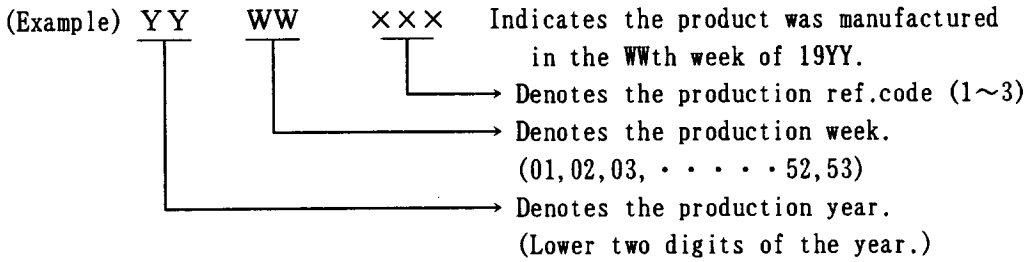 (Example) YY WW ××× Indicates the product was manufactured
in the WWth week of 19YY.
Denotes the production ref.code (1~3)
Denotes the production week.
(01,02,03, ・ ・ ・ ・ ・ 52,53)
Denotes the production year.
(Lower two digits of the year.)